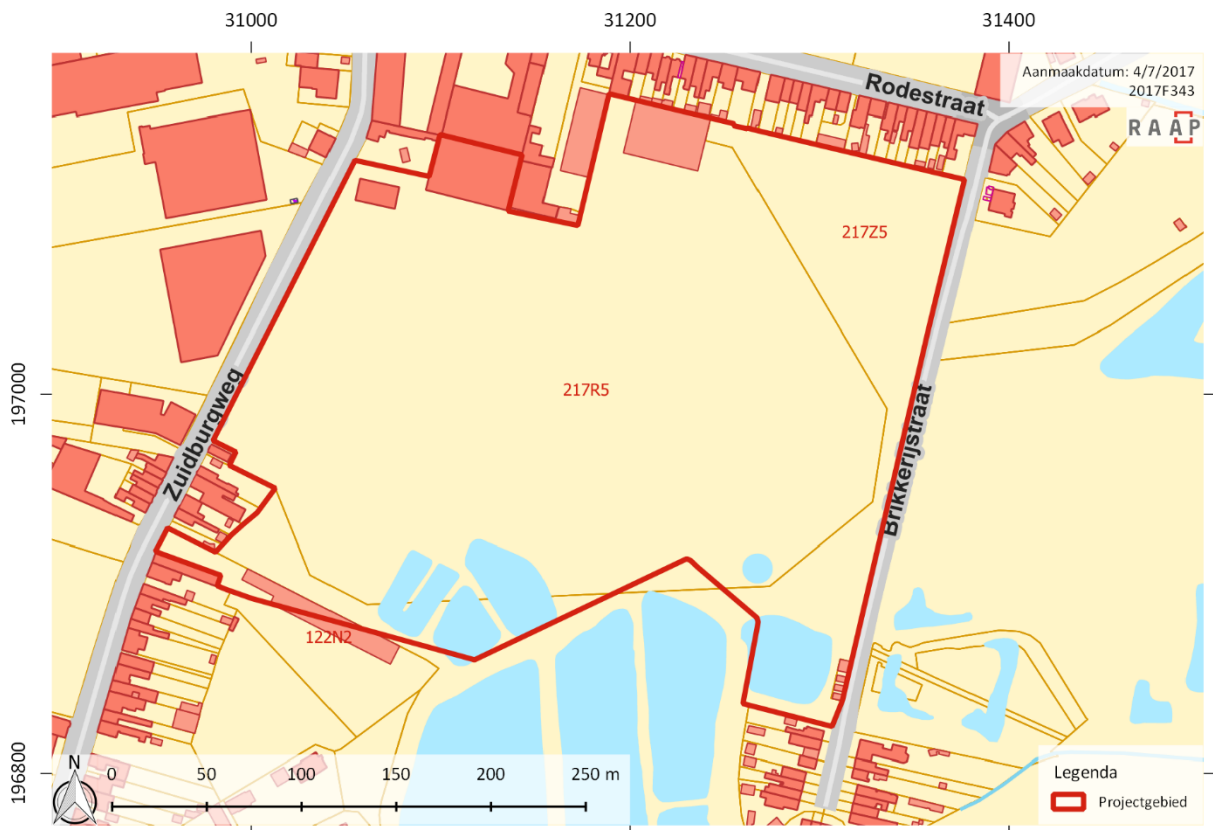 31000 31200 31400
Aanmaakdatum: 4/7/2017
2017F343
RAAP
Rodestraat
217Z5
197000
217R5
Zuidburgweg
Brikkerijstraat
122N2
196800
N
0 50 100 150 200 250 m
Legenda
Projectgebied